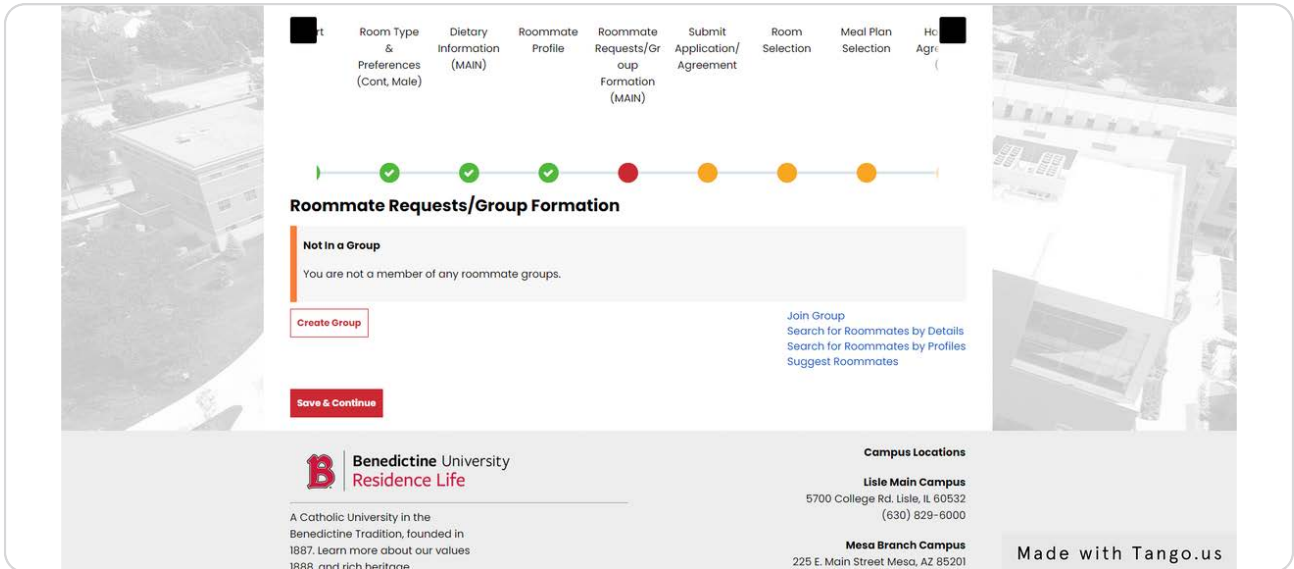 Room Type
&
Preferences
(Cont, Male)
Dietary
Information
(MAIN)
Roommate
Profile
Roommate
Requests/Gr
oup
Formation
(MAIN)
Submit
Application/
Agreement
Room
Selection
Meal Plan
Selection
Roommate Requests/Group Formation
Not In a Group
You are not a member of any roommate groups.
Create Group
Join Group
Search for Roommates by Details
Search for Roommates by Profiles
Suggest Roommates
Save & Continue
B
Benedictine University
Residence Life
A Catholic University in the
Benedictine Tradition, founded in
1887. Learn more about our values
1888, and rich heritage
Campus Locations
Lisle Main Campus
5700 College Rd. Lisle, IL 60532
(630) 829-6000
Mesa Branch Campus
225 E. Main Street Mesa, AZ 85201
Made with Tango.us